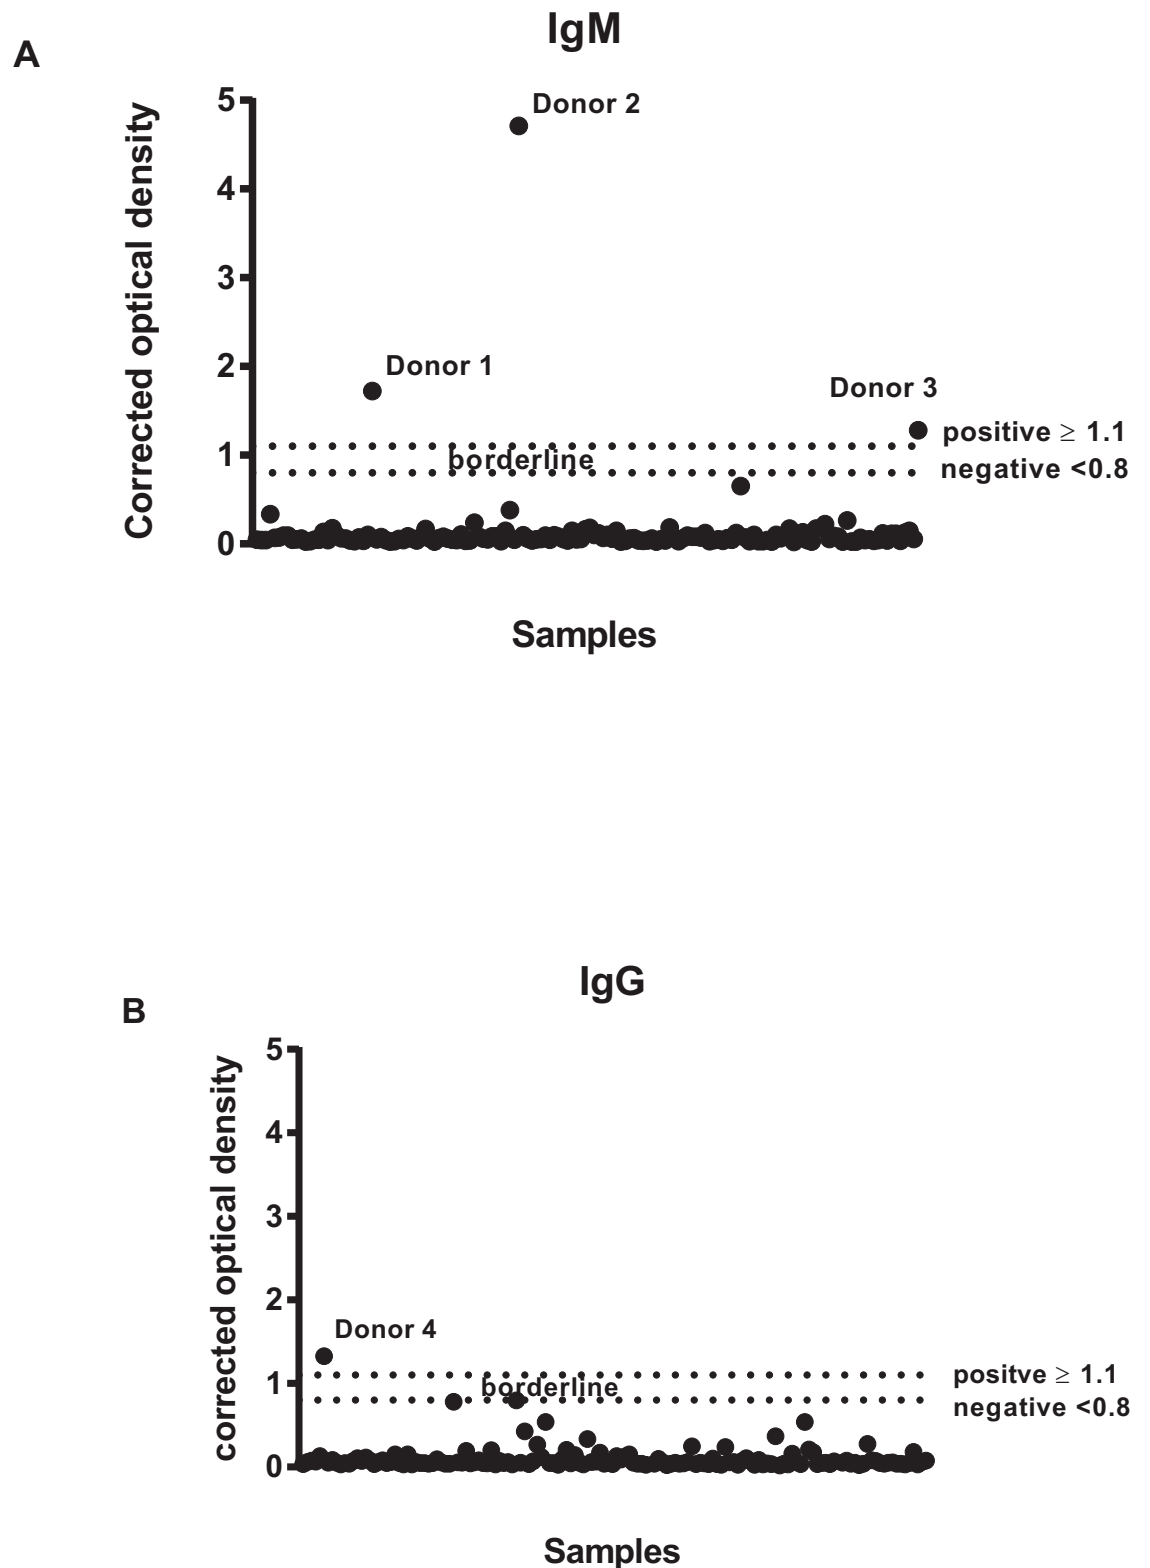 IgM
A
Corrected optical density
5
4
3
2
1
0
Donor 2
Donor 1
Donor 3
positive ≥ 1.1
borderline
negative <0.8
Samples
IgG
B
corrected optical density
5
4
3
2
1
0
Donor 4
positve ≥ 1.1
borderline
negative <0.8
Samples